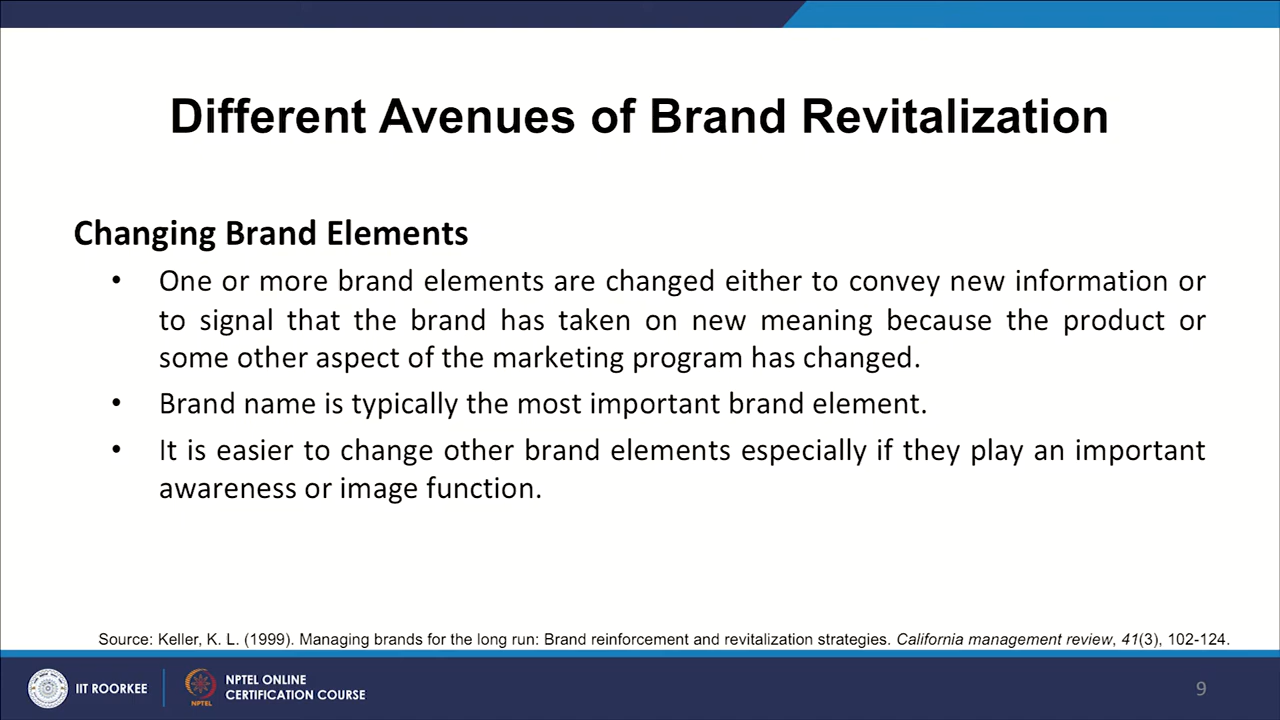 Different Avenues of Brand Revitalization
Changing Brand Elements
• One or more brand elements are changed either to convey new information or
to signal that the brand has taken on new meaning because the product or
some other aspect of the marketing program has changed.
• Brand name is typically the most important brand element.
• It is easier to change other brand elements especially if they play an important
awareness or image function.
Source: Keller, K. L. (1999). Managing brands for the long run: Brand reinforcement and revitalization strategies. California management review, 41(3), 102-124.
IIT ROORKEE
NPTEL
NPTEL ONLINE
CERTIFICATION COURSE
9